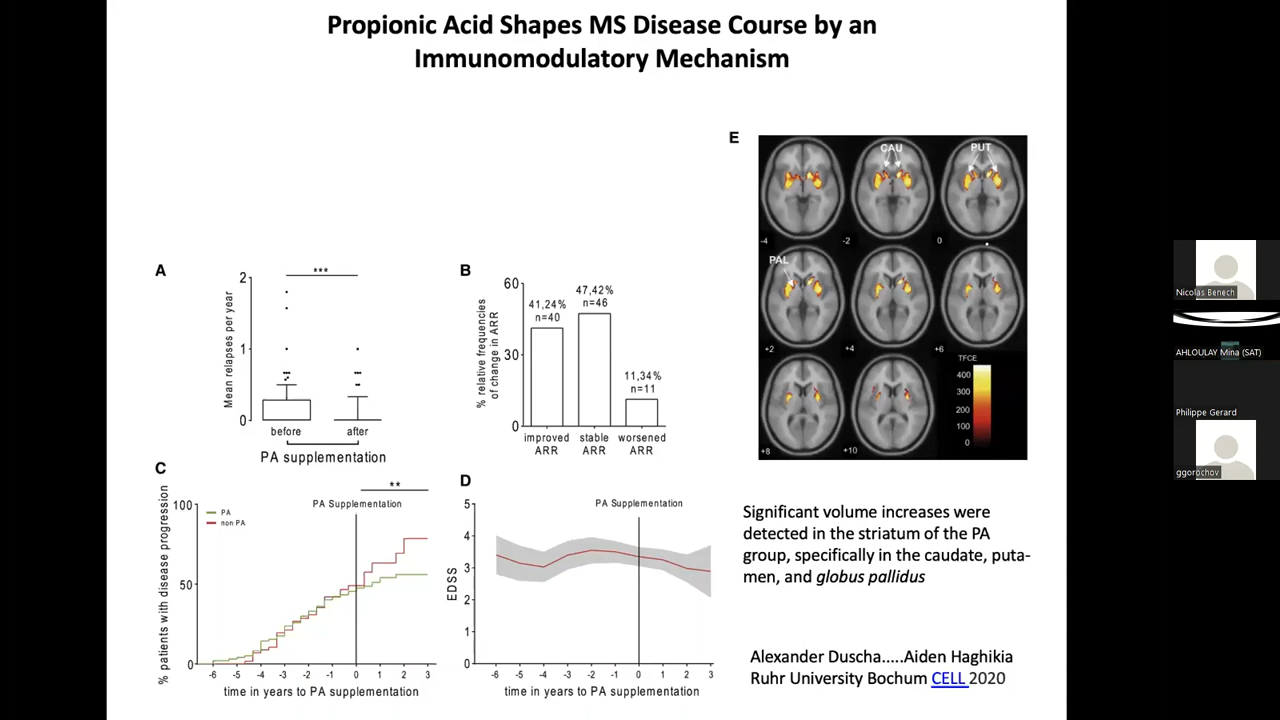 Propionic Acid Shapes MS Disease Course by an
Immunomodulatory Mechanism
A
Mean relapses per year
2
1
0
***
before
after
PA supplementation
B
% relative frequencies
of change in ARR
60
30
0
41,24%
n=40
47,42%
n=46
11,34%
n=11
improved
ARR
stable
ARR
worsened
ARR
C
% patients with disease progression
100
50
0
PA
non PA
PA Supplementation
**
-6 -5 -4 -3 -2 -1 0 1 2 3
time in years to PA supplementation
D
EDSS
5
4
3
2
1
0
PA Supplementation
-6 -5 -4 -3 -2 -1 0 1 2 3
time in years to PA supplementation
E
CAU
PUT
-4
-2
0
PAL
+2
+4
+6
+8
+10
TFCE
400
300
200
100
0
Significant volume increases were
detected in the striatum of the PA
group, specifically in the caudate, puta-
men, and globus pallidus
Alexander Duscha.....Aiden Haghikia
Ruhr University Bochum CELL 2020
Nicolas Benech
AHLOULAY Mina (SAT)
Philippe Gerard
ggorochov